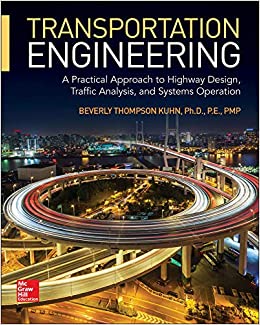 TRANSPORTATION
ENGINEERING
A Practical Approach to Highway Design,
Traffic Analysis, and Systems Operation
BEVERLY THOMPSON KUHN, Ph.D., P.E., PMP
Mc
Graw
Hill
Education